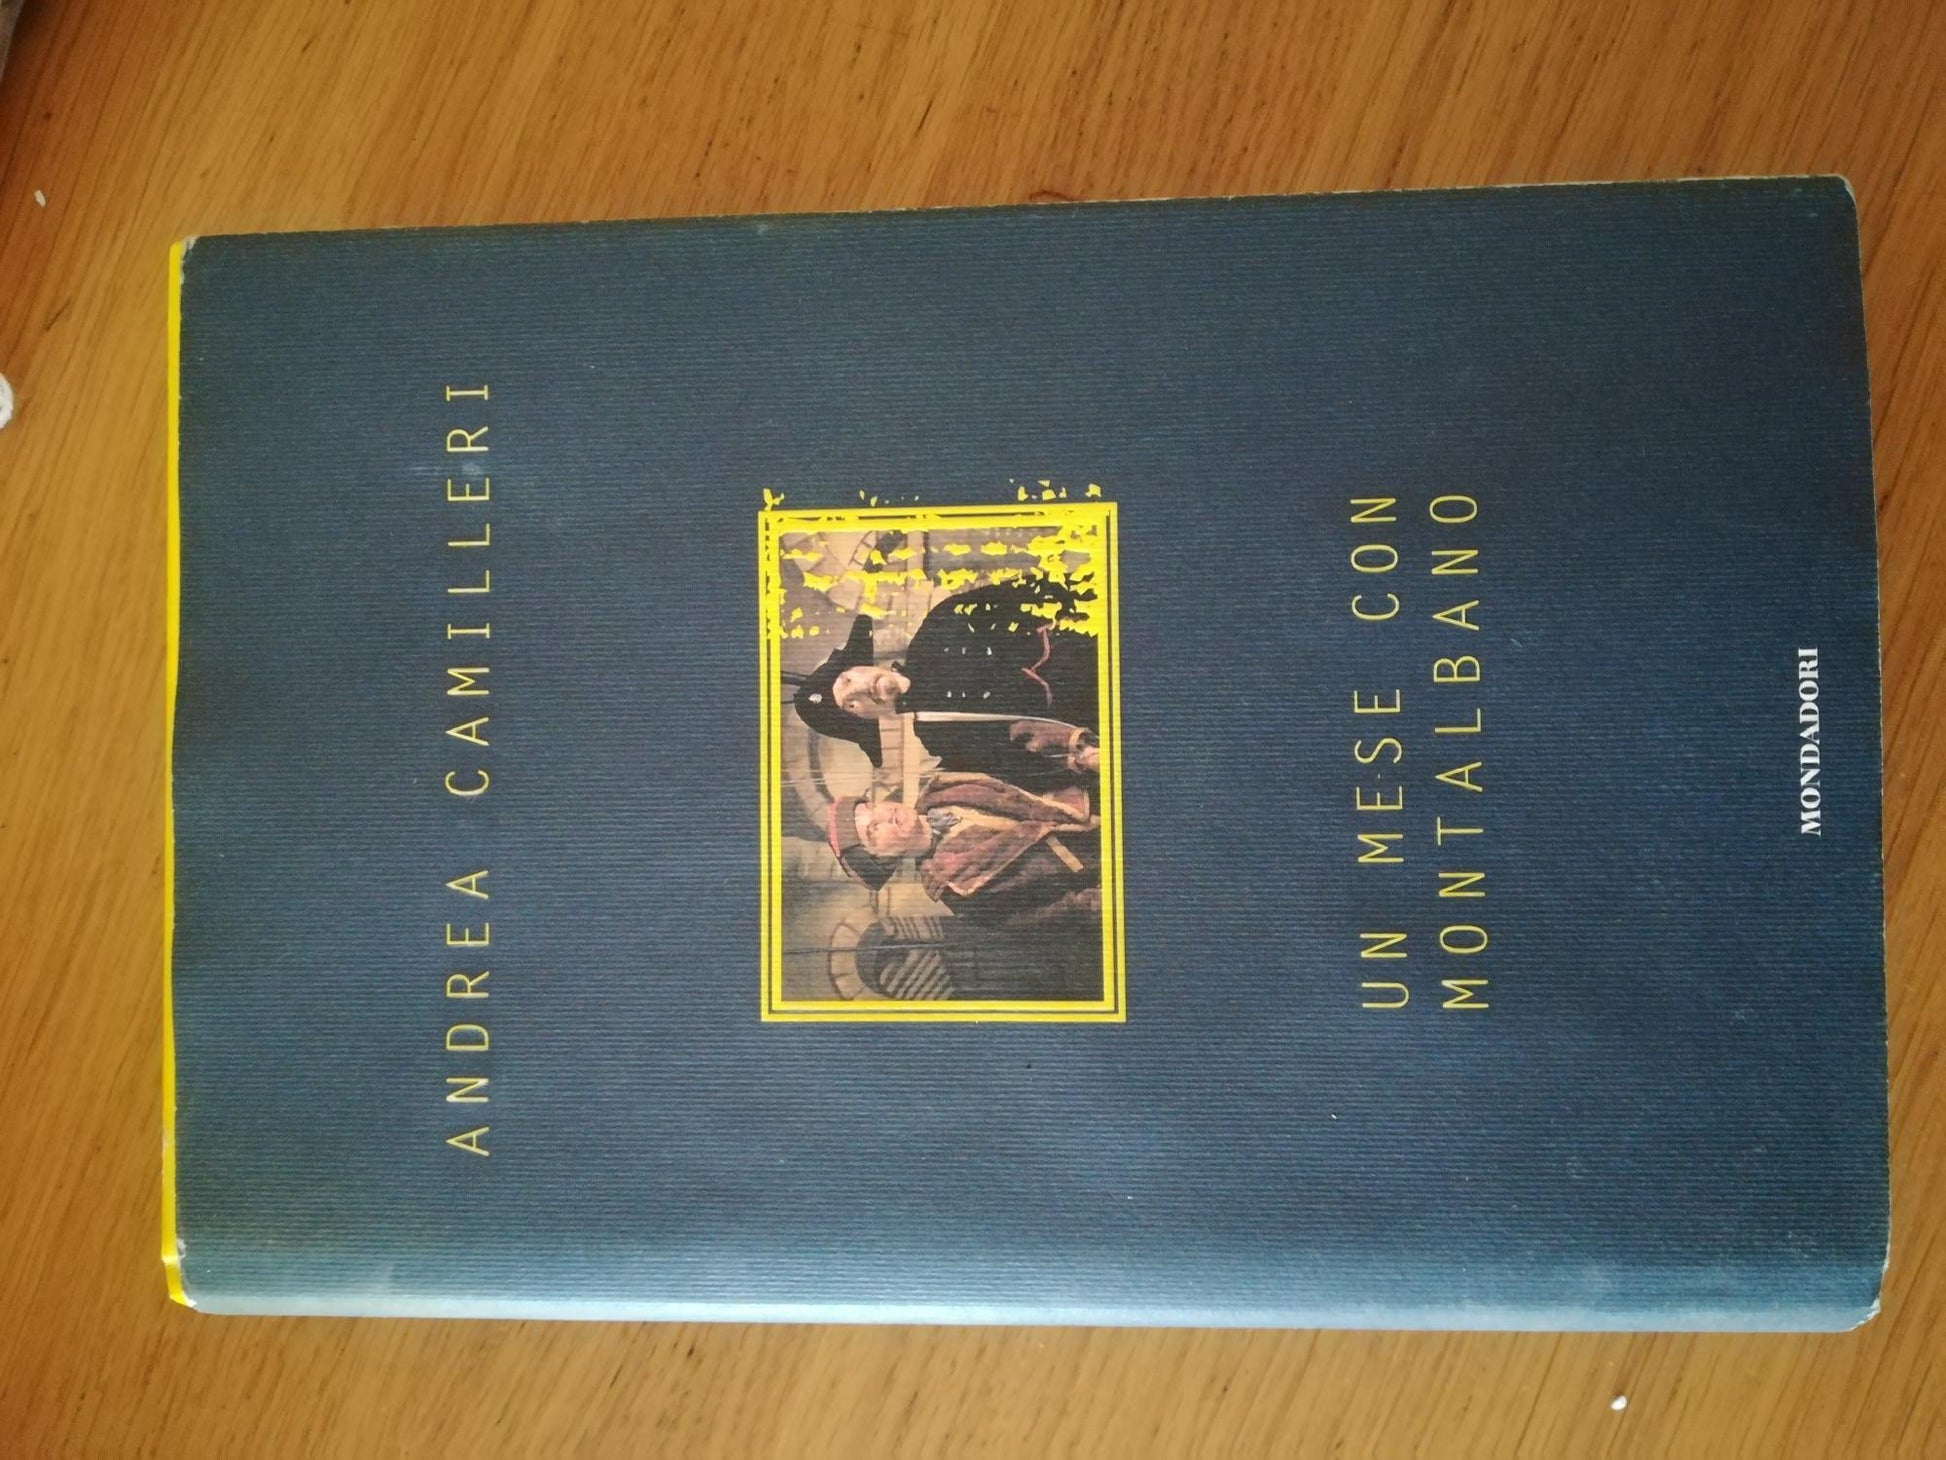 ANDREA CAMILLERI
UN MESE CON
MONTALBANO
MONDADORI